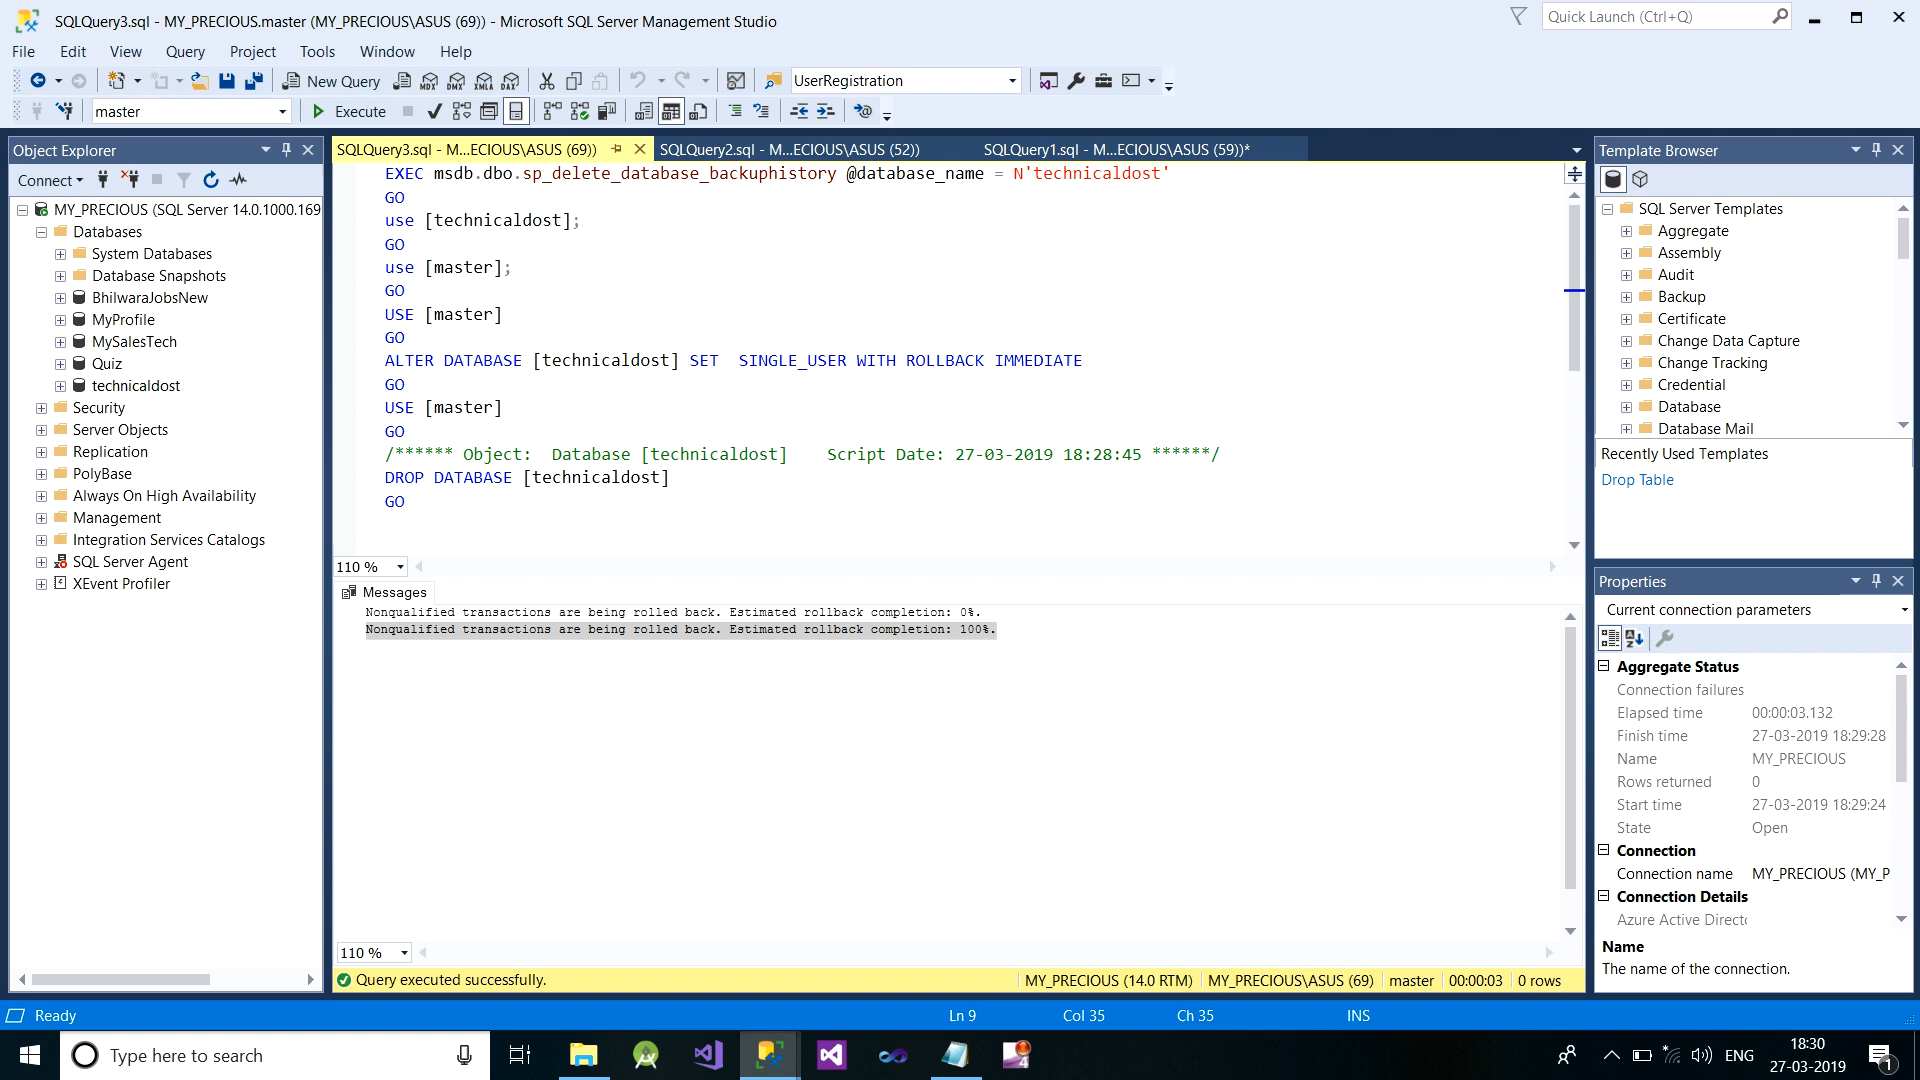 SQLQuery3.sql - MY_PRECIOUS.master (MY_PRECIOUS\ASUS (69)) - Microsoft SQL Server Management Studio
Quick Launch (Ctrl+Q)
File Edit View Query Project Tools Window Help
New Query
MDX DMX XMLA DAX
UserRegistration
master
Execute
Object Explorer
Connect
MY_PRECIOUS (SQL Server 14.0.1000.169
Databases
System Databases
Database Snapshots
BhilwaraJobsNew
MyProfile
MySalesTech
Quiz
technicaldost
Security
Server Objects
Replication
PolyBase
Always On High Availability
Management
Integration Services Catalogs
SQL Server Agent
XEvent Profiler
SQLQuery3.sql - M...ECIOUS\ASUS (69)) SQLQuery2.sql - M...ECIOUS\ASUS (52)) SQLQuery1.sql - M...ECIOUS\ASUS (59))*
EXEC msdb.dbo.sp_delete_database_backuphistory @database_name = N'technicaldost'
GO
use [technicaldost];
GO
use [master];
GO
USE [master]
GO
ALTER DATABASE [technicaldost] SET  SINGLE_USER WITH ROLLBACK IMMEDIATE
GO
USE [master]
GO
/****** Object:  Database [technicaldost]    Script Date: 27-03-2019 18:28:45 ******/
DROP DATABASE [technicaldost]
GO
110 %
Messages
Nonqualified transactions are being rolled back. Estimated rollback completion: 0%.
Nonqualified transactions are being rolled back. Estimated rollback completion: 100%.
110 %
Query executed successfully.
MY_PRECIOUS (14.0 RTM) MY_PRECIOUS\ASUS (69) master 00:00:03 0 rows
Template Browser
SQL Server Templates
Aggregate
Assembly
Audit
Backup
Certificate
Change Data Capture
Change Tracking
Credential
Database
Database Mail
Recently Used Templates
Drop Table
Properties
Current connection parameters
Aggregate Status
Connection failures
Elapsed time 00:00:03.132
Finish time 27-03-2019 18:29:28
Name MY_PRECIOUS
Rows returned 0
Start time 27-03-2019 18:29:24
State Open
Connection
Connection name MY_PRECIOUS (MY_P
Connection Details
Azure Active Direct
Name
The name of the connection.
Ready
Ln 9 Col 35 Ch 35 INS
Type here to search
ENG
18:30
27-03-2019
1